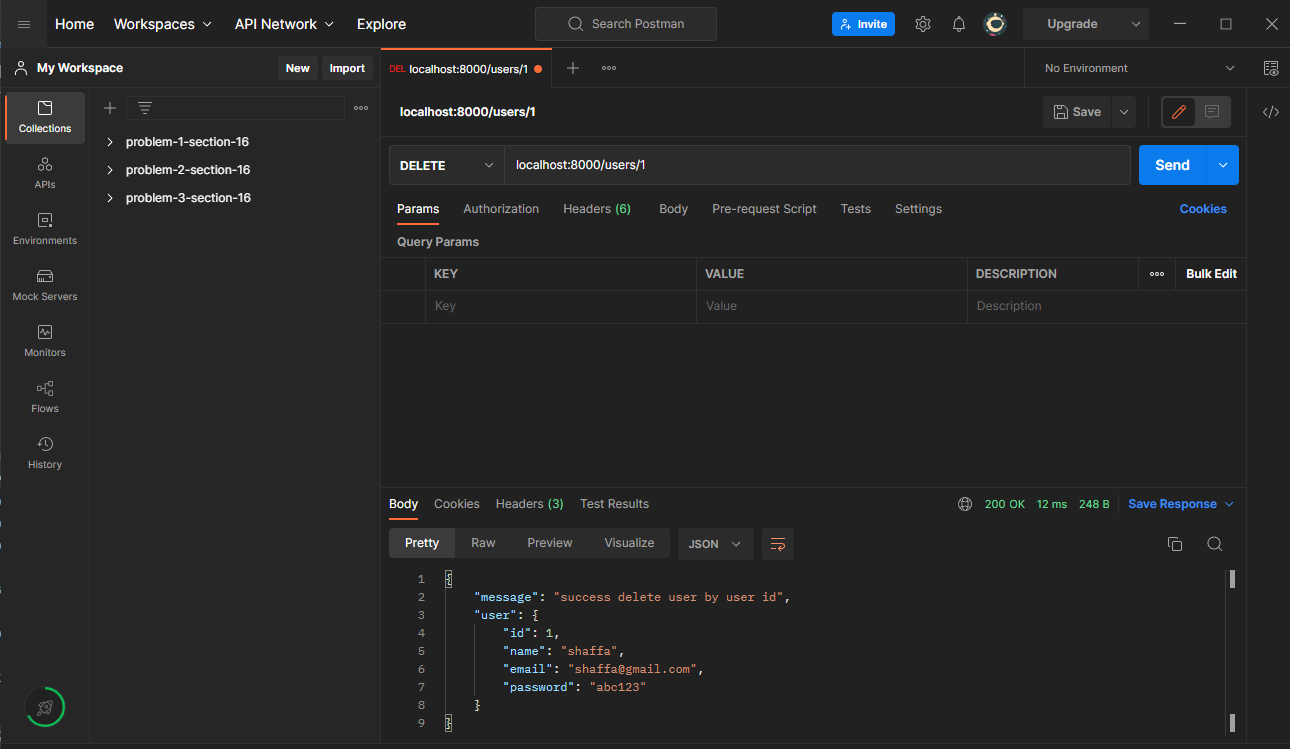 Home Workspaces API Network Explore Search Postman Invite Upgrade
My Workspace New Import DEL localhost:8000/users/1 No Environment
Collections
APIs
Environments
Mock Servers
Monitors
Flows
History
problem-1-section-16
problem-2-section-16
problem-3-section-16
localhost:8000/users/1 Save
DELETE localhost:8000/users/1 Send
Params Authorization Headers (6) Body Pre-request Script Tests Settings Cookies
Query Params
KEY VALUE DESCRIPTION Bulk Edit
Key Value Description
Body Cookies Headers (3) Test Results 200 OK 12 ms 248 B Save Response
Pretty Raw Preview Visualize JSON
1 {
2 "message": "success delete user by user id",
3 "user": {
4 "id": 1,
5 "name": "shaffa",
6 "email": "shaffa@gmail.com",
7 "password": "abc123"
8 }
9 }